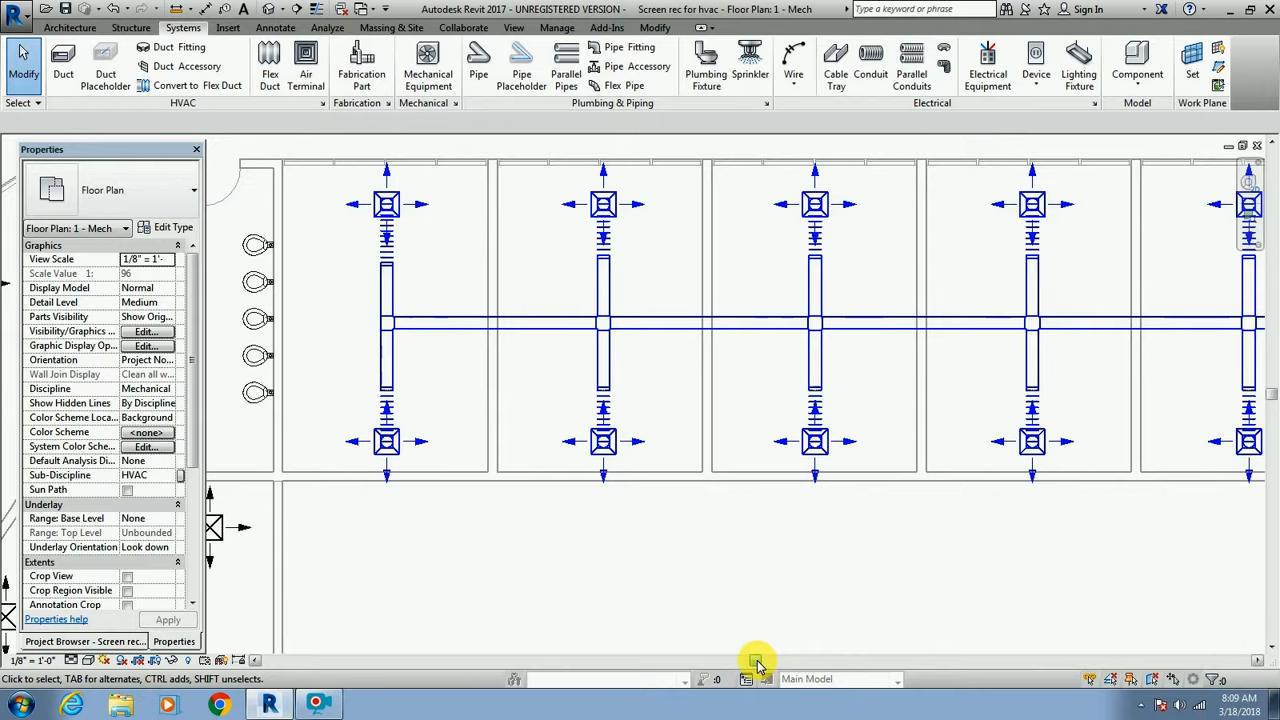 Autodesk Revit 2017 - UNREGISTERED VERSION - Screen rec for hvac - Floor Plan: 1 - Mech
Type a keyword or phrase
Sign In
Architecture Structure Systems Insert Annotate Analyze Massing & Site Collaborate View Manage Add-Ins Modify
Modify
Select
Duct
Duct Placeholder
Duct Fitting
Duct Accessory
Convert to Flex Duct
Flex Duct
Air Terminal
HVAC
Fabrication Part
Fabrication
Mechanical Equipment
Mechanical
Pipe
Pipe Placeholder
Parallel Pipes
Pipe Fitting
Pipe Accessory
Flex Pipe
Plumbing Fixture
Sprinkler
Plumbing & Piping
Wire
Cable Tray
Conduit
Parallel Conduits
Electrical Equipment
Device
Lighting Fixture
Electrical
Component
Model
Set
Work Plane
Properties
Floor Plan
Floor Plan: 1 - Mech
Edit Type
Graphics
View Scale 1/8" = 1'-
Scale Value 1: 96
Display Model Normal
Detail Level Medium
Parts Visibility Show Orig...
Visibility/Graphics ... Edit...
Graphic Display Op... Edit...
Orientation Project No...
Wall Join Display Clean all w...
Discipline Mechanical
Show Hidden Lines By Discipline
Color Scheme Loca... Background
Color Scheme <none>
System Color Sche... Edit...
Default Analysis Di... None
Sub-Discipline HVAC
Sun Path
Underlay
Range: Base Level None
Range: Top Level Unbounded
Underlay Orientation Look down
Extents
Crop View
Crop Region Visible
Annotation Crop
Properties help
Apply
Project Browser - Screen rec...
Properties
1/8" = 1'-0"
Click to select, TAB for alternates, CTRL adds, SHIFT unselects.
:0
Main Model
:0
8:09 AM
3/18/2018